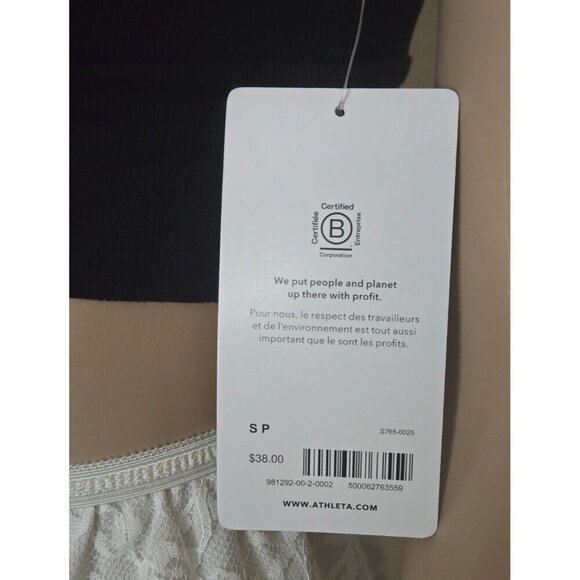 Certified
Certifiée
B
Entreprise
Corporation
We put people and planet
up there with profit.
Pour nous, le respect des travailleurs
et de l'environnement est tout aussi
important que le sont les profits.
S P
S765-0025
$38.00
981292-00-2-0002 500062763559
WWW.ATHLETA.COM